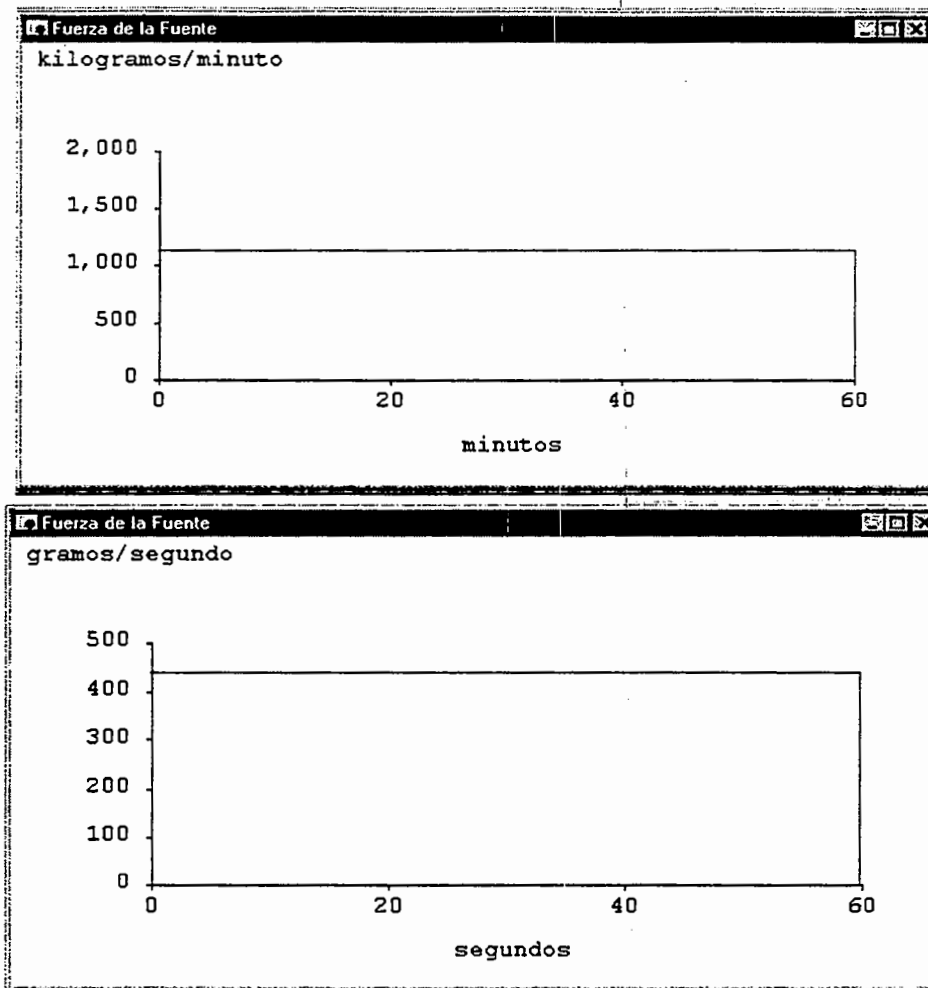 Fuerza de la Fuente
kilogramos/minuto
2,000
1,500
1,000
500
0
0 20 40 60
minutos
Fuerza de la Fuente
gramos/segundo
500
400
300
200
100
0
0 20 40 60
segundos